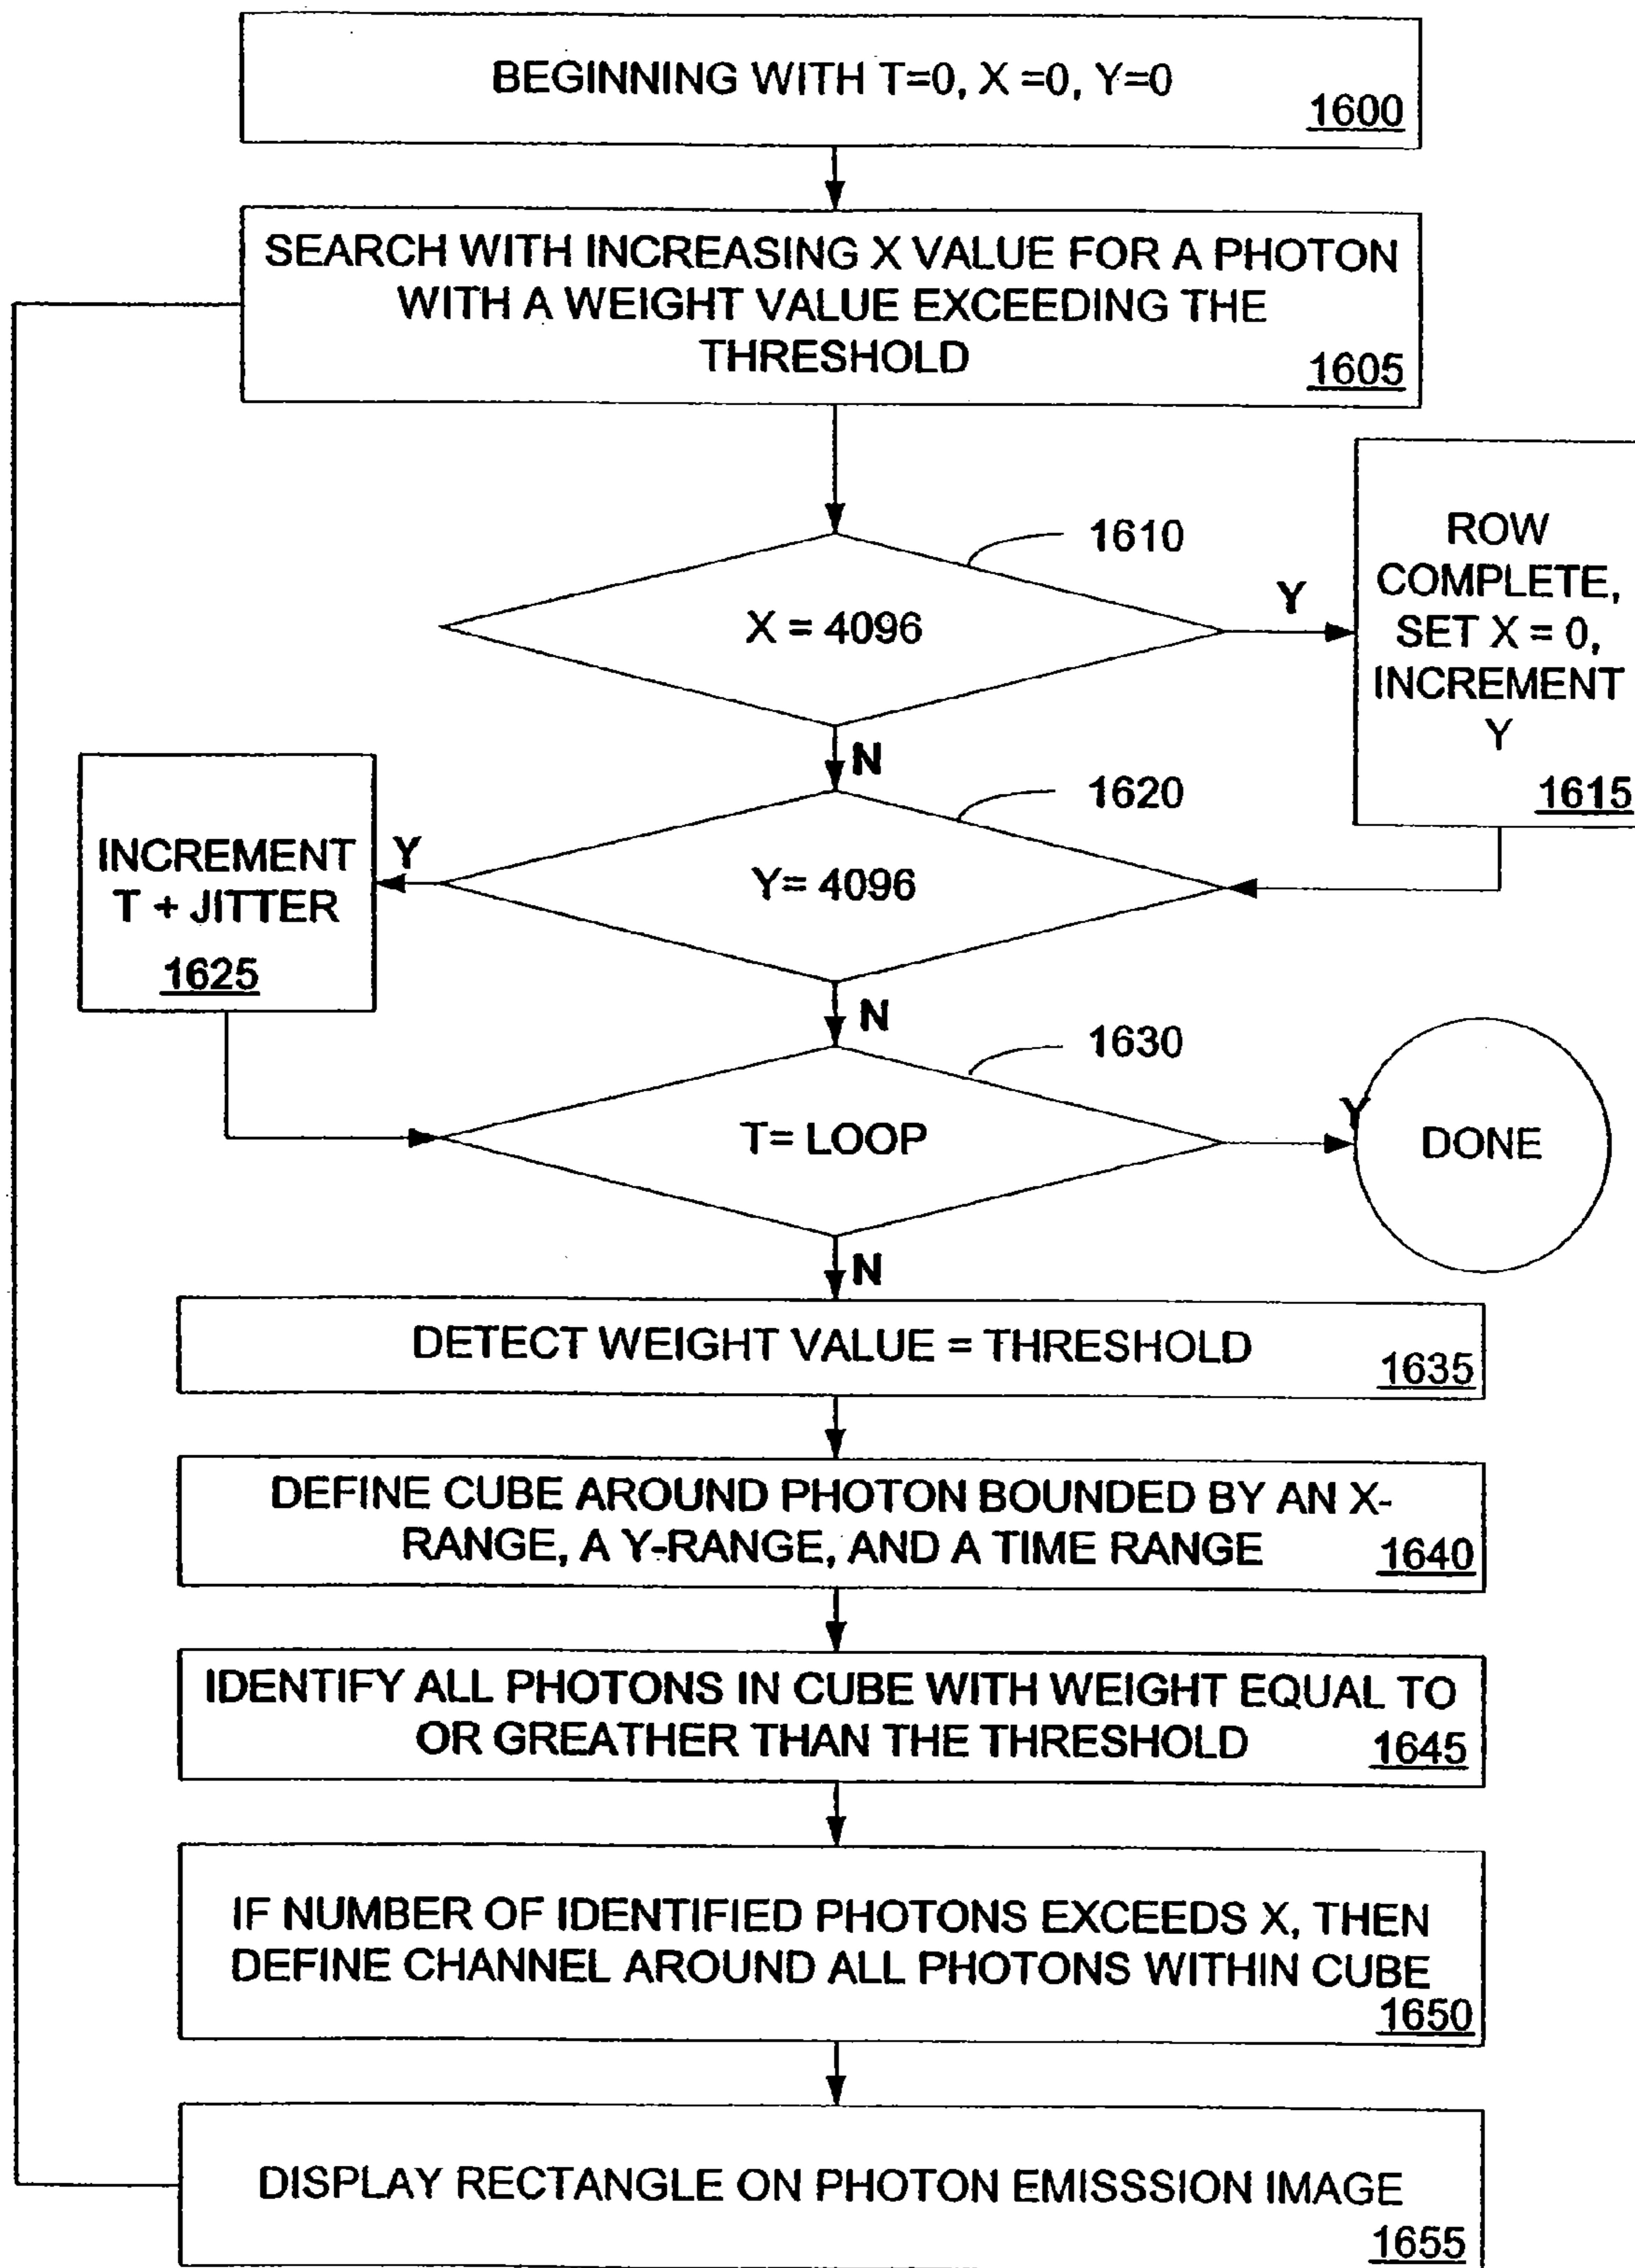 BEGINNING WITH T=0, X =0, Y=0
1600
SEARCH WITH INCREASING X VALUE FOR A PHOTON
WITH A WEIGHT VALUE EXCEEDING THE
THRESHOLD
1605
1610
X = 4096
Y
ROW
COMPLETE,
SET X = 0,
INCREMENT
Y
1615
N
1620
Y= 4096
Y
INCREMENT
T + JITTER
1625
N
1630
T= LOOP
Y
DONE
N
DETECT WEIGHT VALUE = THRESHOLD
1635
DEFINE CUBE AROUND PHOTON BOUNDED BY AN X-
RANGE, A Y-RANGE, AND A TIME RANGE
1640
IDENTIFY ALL PHOTONS IN CUBE WITH WEIGHT EQUAL TO
OR GREATHER THAN THE THRESHOLD
1645
IF NUMBER OF IDENTIFIED PHOTONS EXCEEDS X, THEN
DEFINE CHANNEL AROUND ALL PHOTONS WITHIN CUBE
1650
DISPLAY RECTANGLE ON PHOTON EMISSSION IMAGE
1655